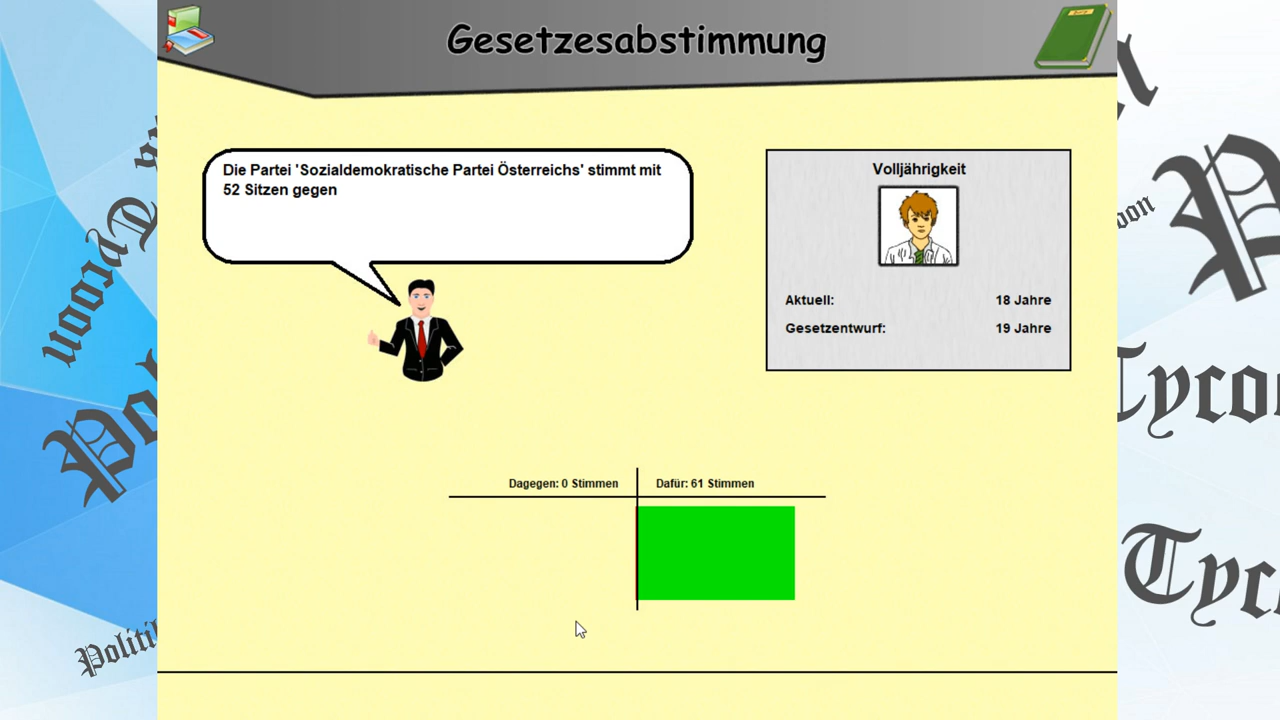 Gesetzesabstimmung
Die Partei 'Sozialdemokratische Partei Österreichs' stimmt mit
52 Sitzen gegen
Volljährigkeit
Aktuell: 18 Jahre
Gesetzentwurf: 19 Jahre
Dagegen: 0 Stimmen Dafür: 61 Stimmen
Tycoon